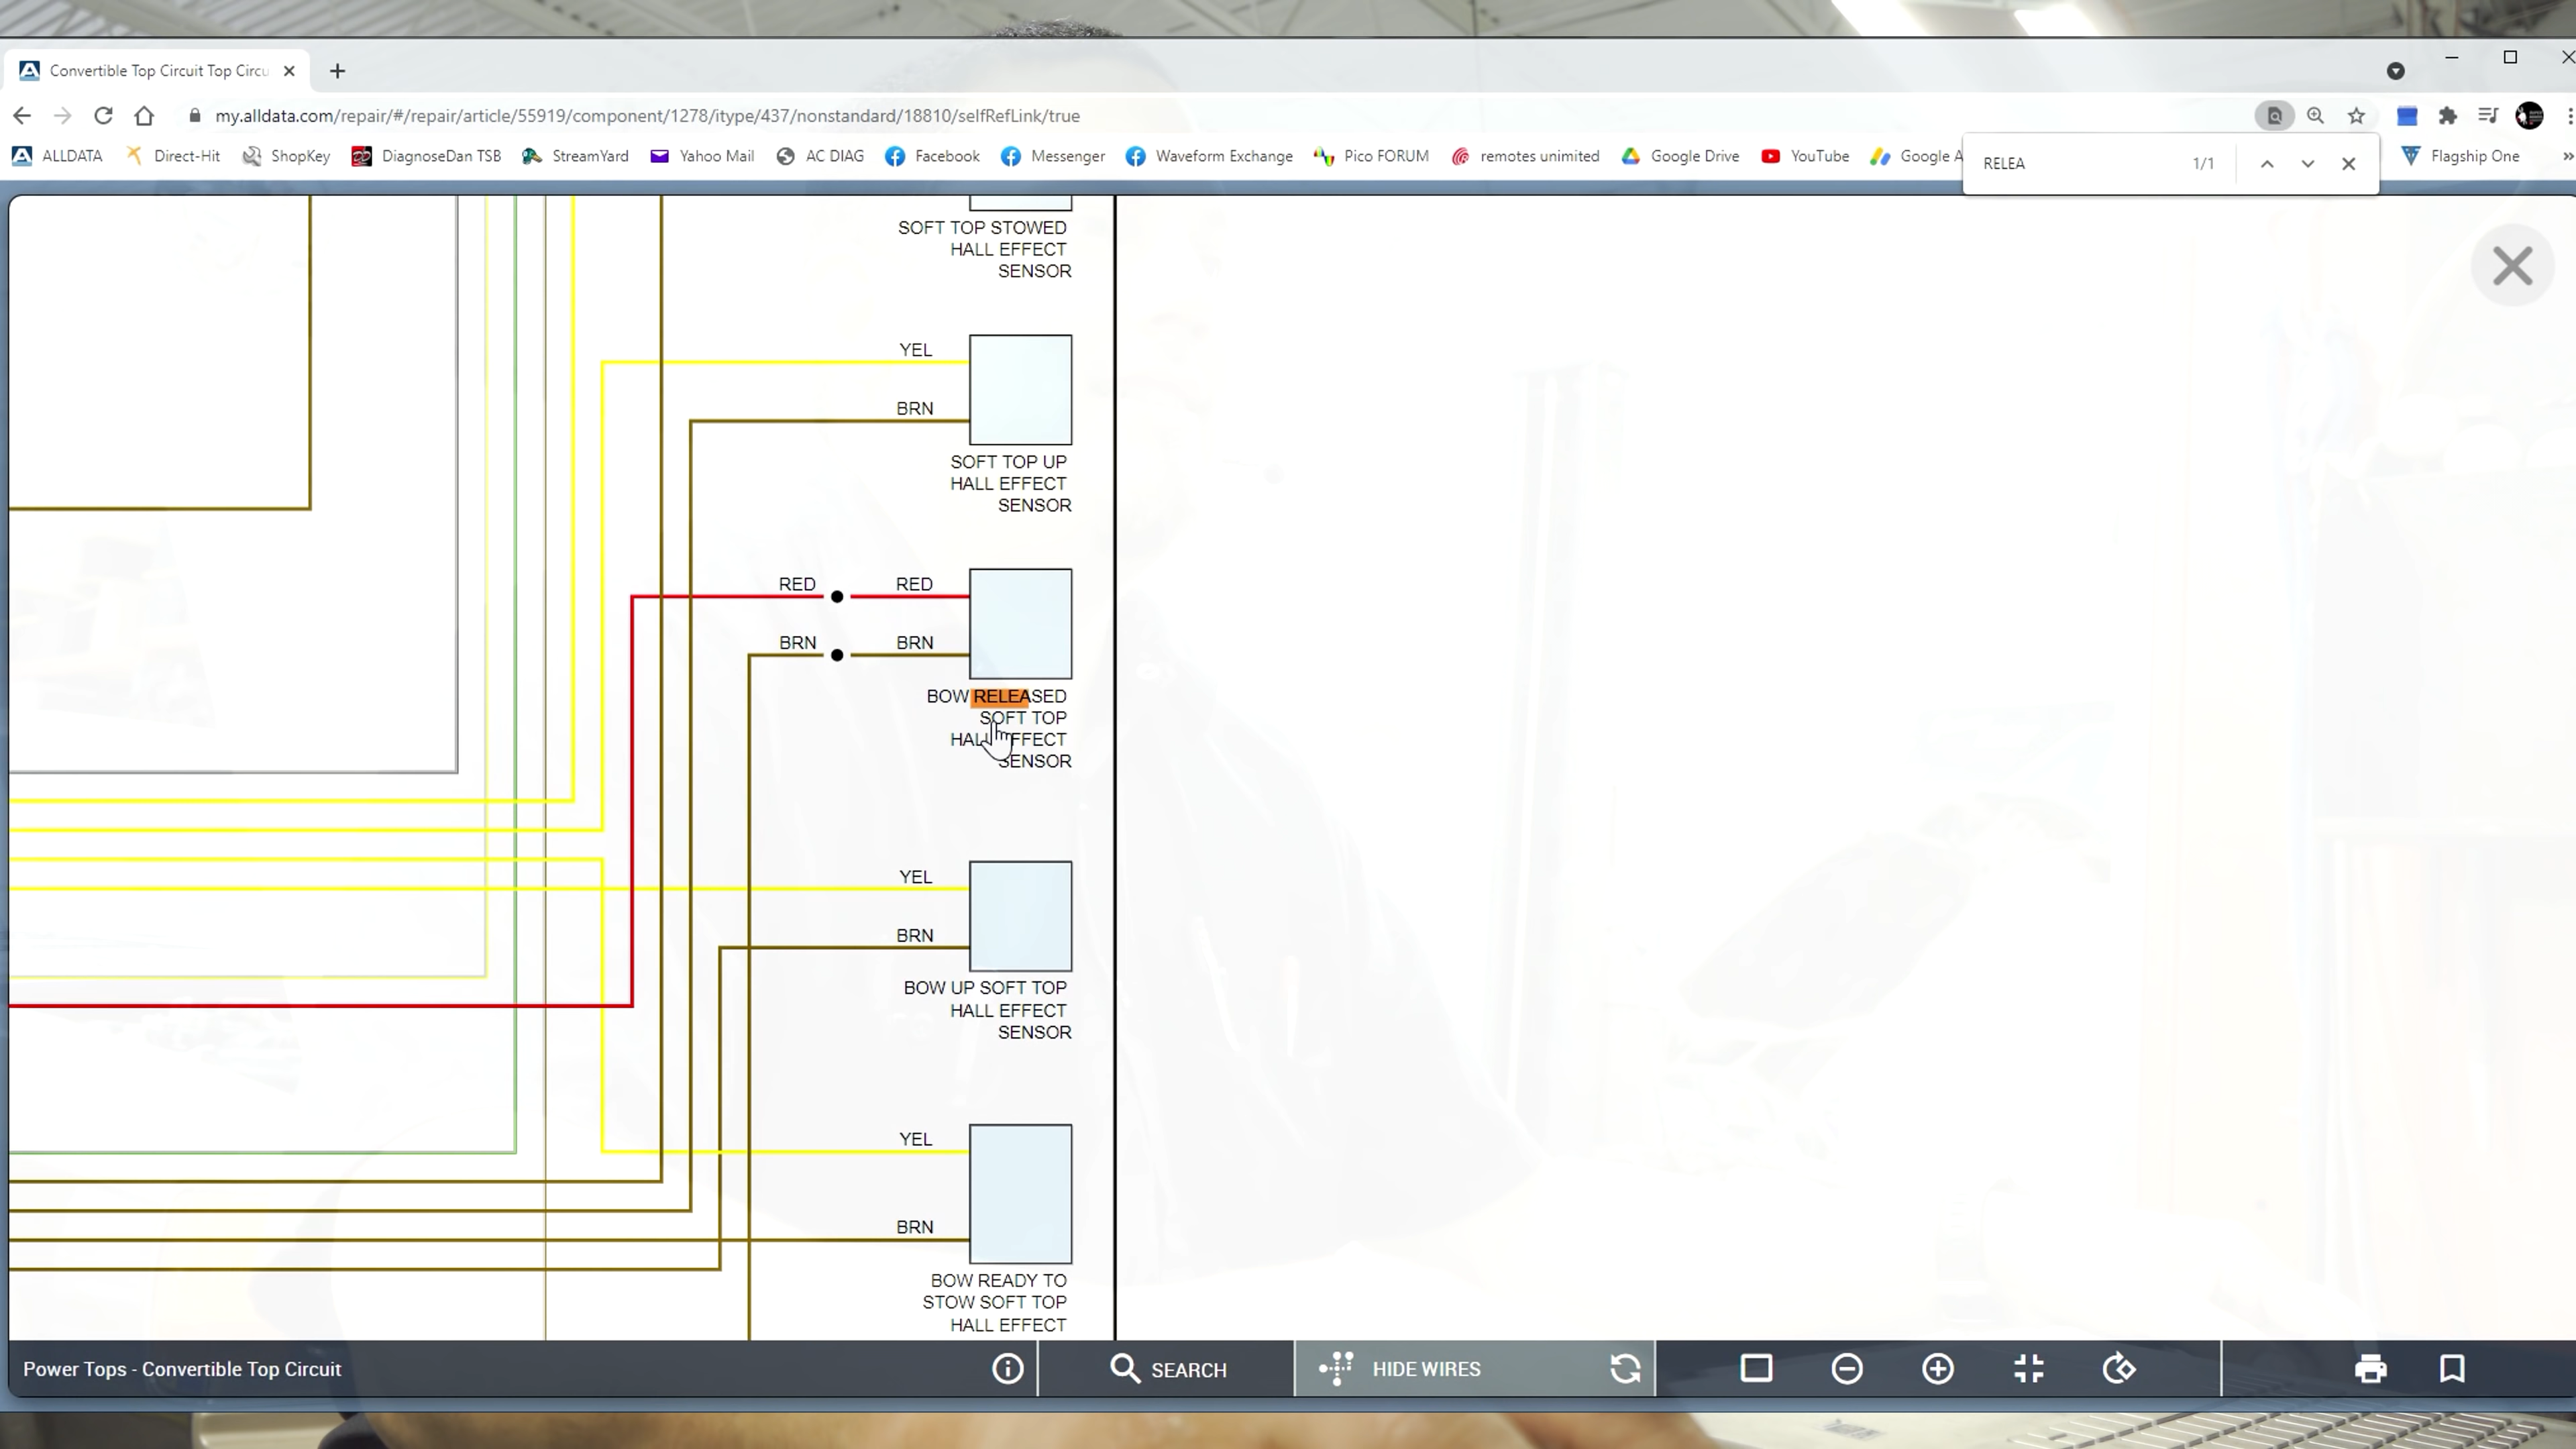 Convertible Top Circuit Top Circu
my.alldata.com/repair/#/repair/article/55919/component/1278/itype/437/nonstandard/18810/selfRefLink/true
ALLDATA Direct-Hit ShopKey DiagnoseDan TSB StreamYard Yahoo Mail AC DIAG Facebook Messenger Waveform Exchange Pico FORUM remotes unimited Google Drive YouTube Google A Flagship One
RELEA 1/1
SOFT TOP STOWED
HALL EFFECT
SENSOR
YEL
BRN
SOFT TOP UP
HALL EFFECT
SENSOR
RED RED
BRN BRN
BOW RELEASED
SOFT TOP
HALL EFFECT
SENSOR
YEL
BRN
BOW UP SOFT TOP
HALL EFFECT
SENSOR
YEL
BRN
BOW READY TO
STOW SOFT TOP
HALL EFFECT
Power Tops - Convertible Top Circuit SEARCH HIDE WIRES